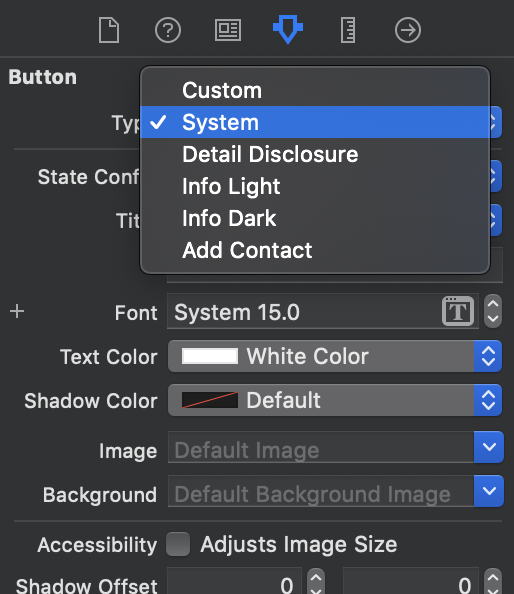 Button
Custom
Typ
System
Detail Disclosure
State Conf
Info Light
Tit
Info Dark
Add Contact
Font System 15.0 T
Text Color White Color
Shadow Color Default
Image Default Image
Background Default Background Image
Accessibility Adjusts Image Size
Shadow Offset 0 0